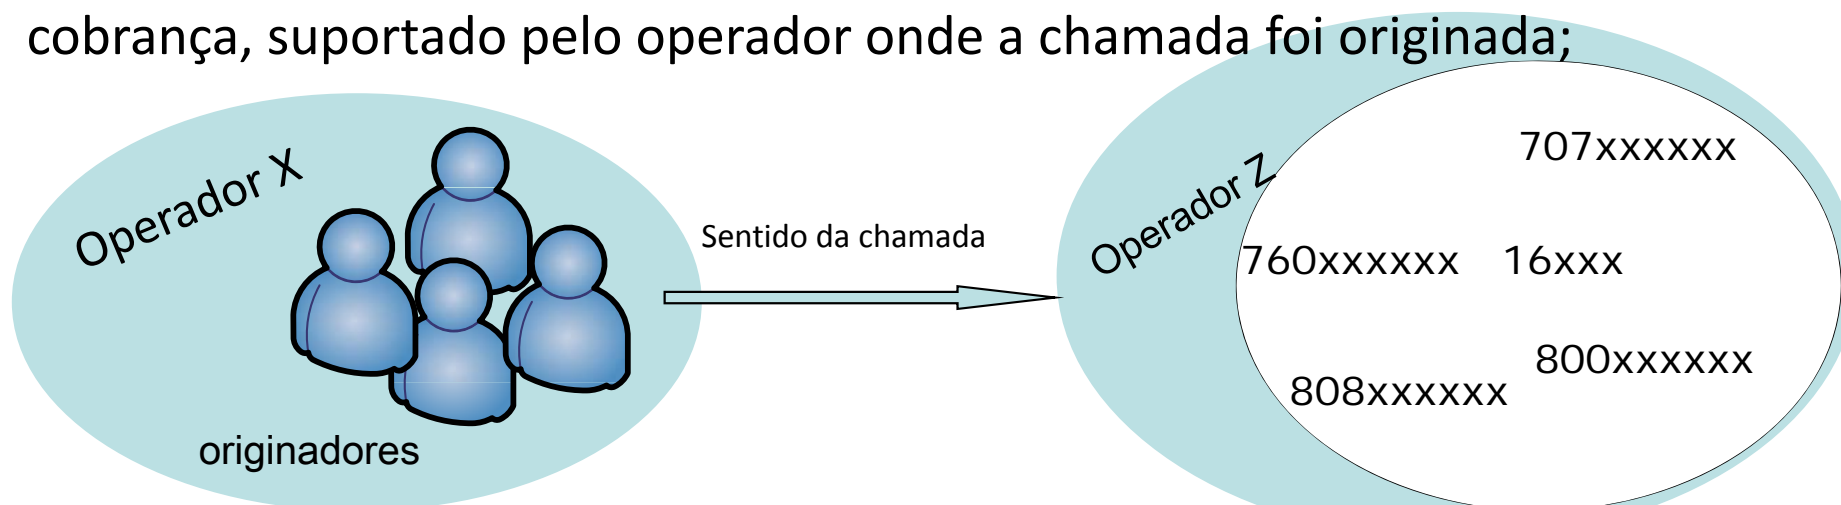 cobrança, suportado pelo operador onde a chamada foi originada;
Operador X
originadores
Sentido da chamada
Operador Z
707xxxxxx
760xxxxxx 16xxx
800xxxxxx
808xxxxxx